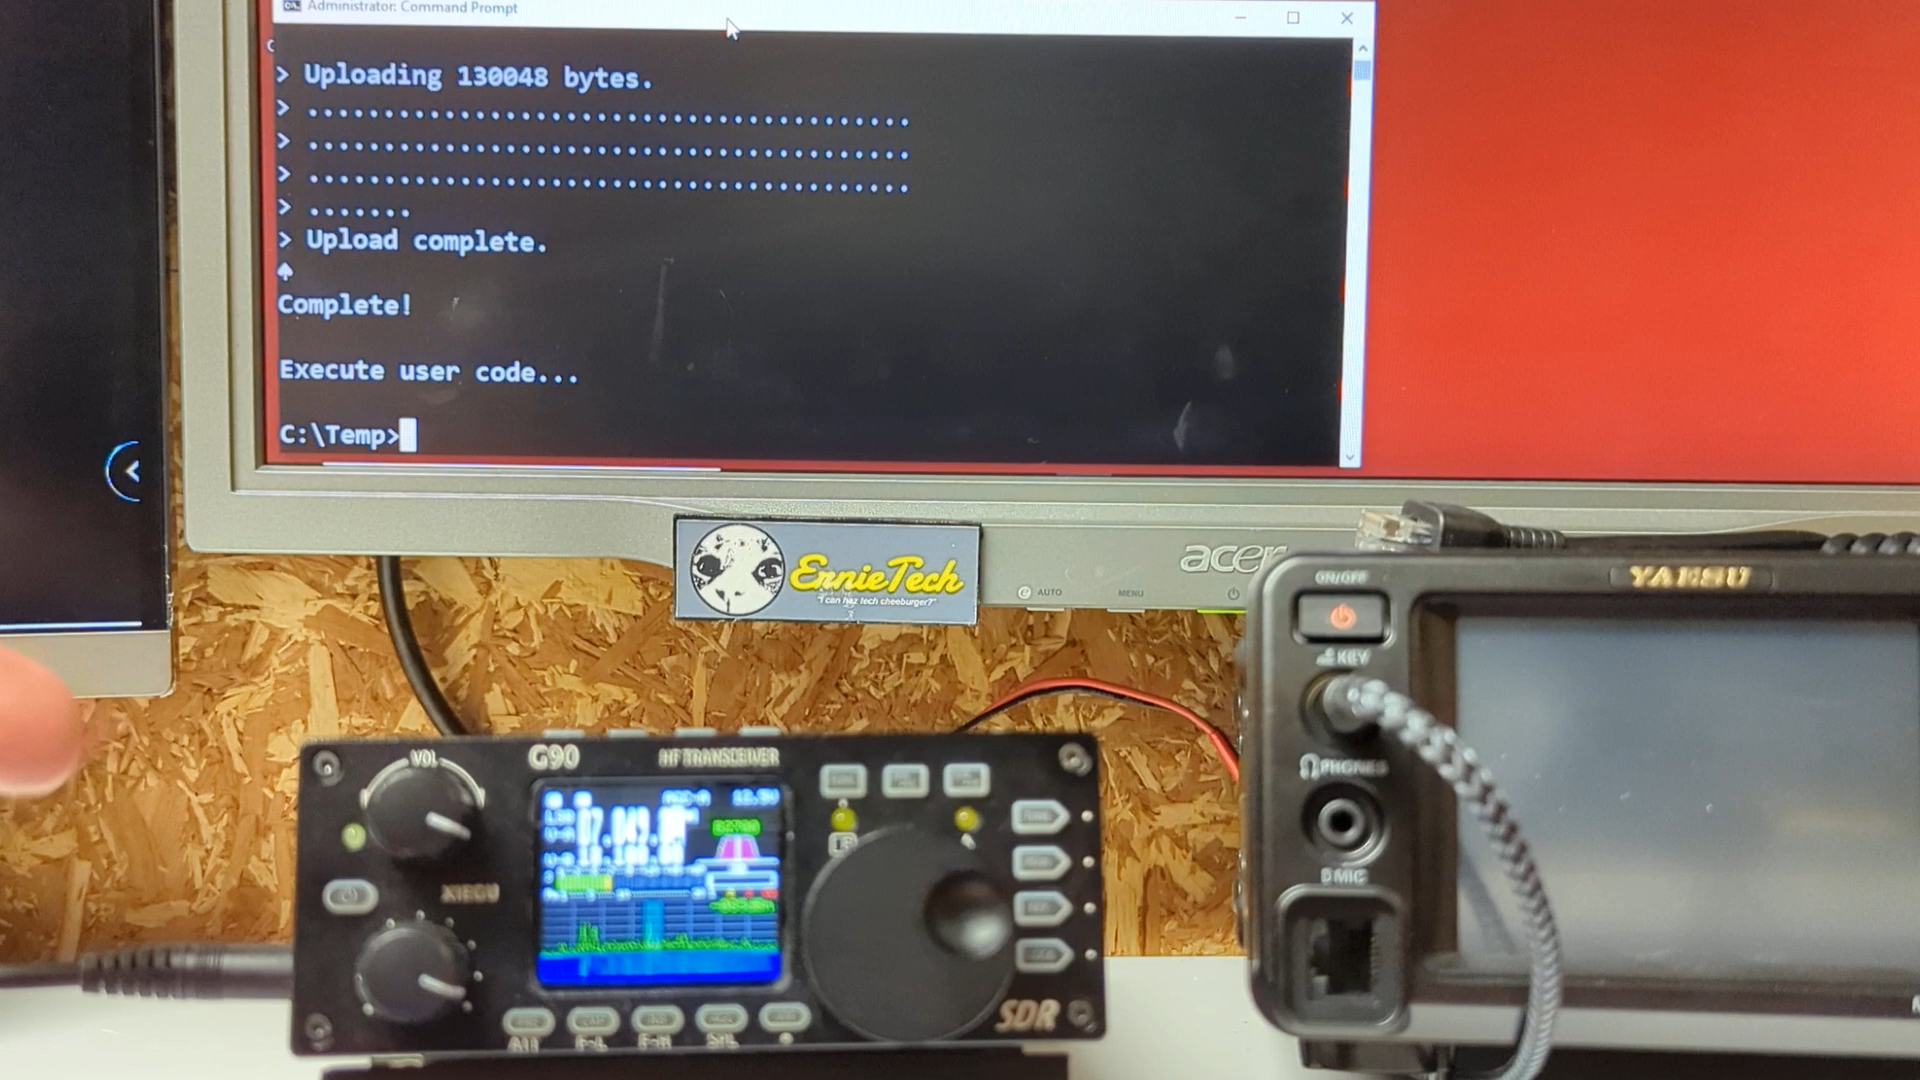 Administrator: Command Prompt
> Uploading 130048 bytes.
> ........................................
> ........................................
> ........................................
> .......
> Upload complete.
♠
Complete!
Execute user code...
C:\Temp>
ErnieTech
"I can haz tech cheeburger?"
acer
e AUTO
MENU
YAESU
ON/OFF
KEY
PHONES
MIC
G90
HF TRANSCEIVER
VOL
XIEGU
SDR